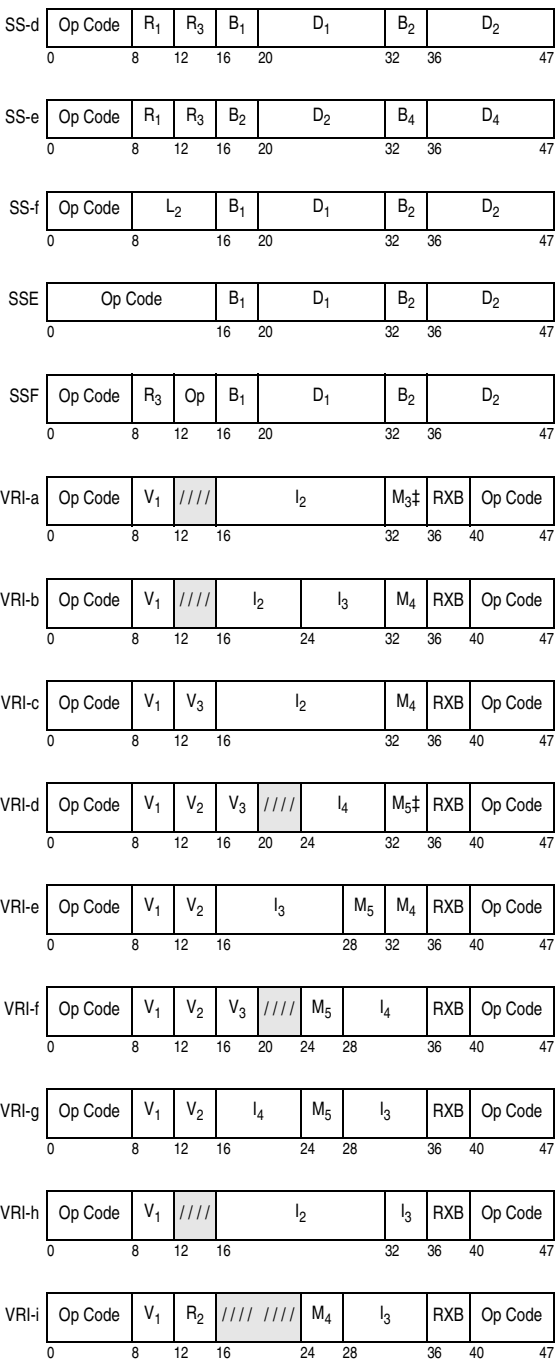 SS-d Op Code R₁ R₃ B₁ D₁ B₂ D₂
0 8 12 16 20 32 36 47
SS-e Op Code R₁ R₃ B₂ D₂ B₄ D₄
0 8 12 16 20 32 36 47
SS-f Op Code L₂ B₁ D₁ B₂ D₂
0 8 16 20 32 36 47
SSE Op Code B₁ D₁ B₂ D₂
0 16 20 32 36 47
SSF Op Code R₃ Op B₁ D₁ B₂ D₂
0 8 12 16 20 32 36 47
VRI-a Op Code V₁ //// I₂ M₃‡ RXB Op Code
0 8 12 16 32 36 40 47
VRI-b Op Code V₁ //// I₂ I₃ M₄ RXB Op Code
0 8 12 16 24 32 36 40 47
VRI-c Op Code V₁ V₃ I₂ M₄ RXB Op Code
0 8 12 16 32 36 40 47
VRI-d Op Code V₁ V₂ V₃ //// I₄ M₅‡ RXB Op Code
0 8 12 16 20 24 32 36 40 47
VRI-e Op Code V₁ V₂ I₃ M₅ M₄ RXB Op Code
0 8 12 16 28 32 36 40 47
VRI-f Op Code V₁ V₂ V₃ //// M₅ I₄ RXB Op Code
0 8 12 16 20 24 28 36 40 47
VRI-g Op Code V₁ V₂ I₄ M₅ I₃ RXB Op Code
0 8 12 16 24 28 36 40 47
VRI-h Op Code V₁ //// I₂ I₃ RXB Op Code
0 8 12 16 32 36 40 47
VRI-i Op Code V₁ R₂ //// //// M₄ I₃ RXB Op Code
0 8 12 16 24 28 36 40 47